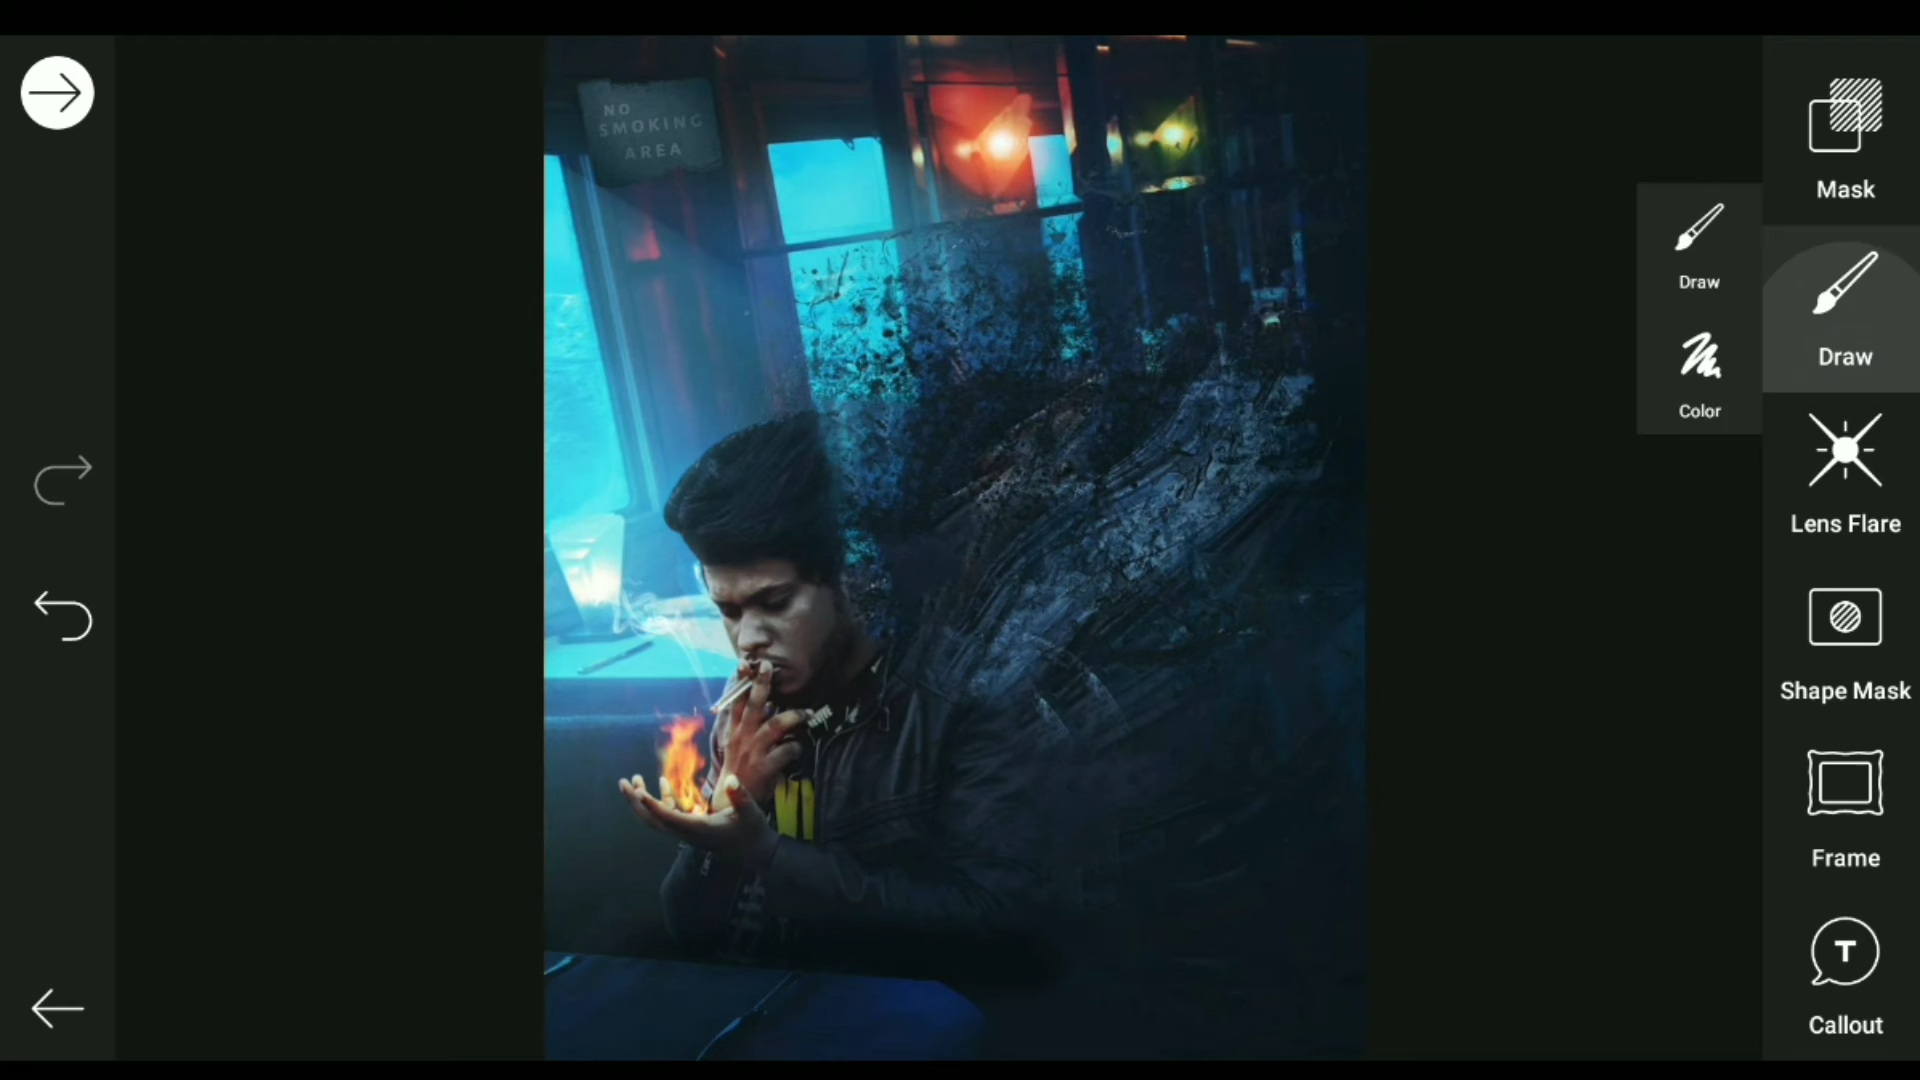 NO
SMOKING
AREA
Mask
Draw
Color
Draw
Lens Flare
Shape Mask
Frame
T
Callout